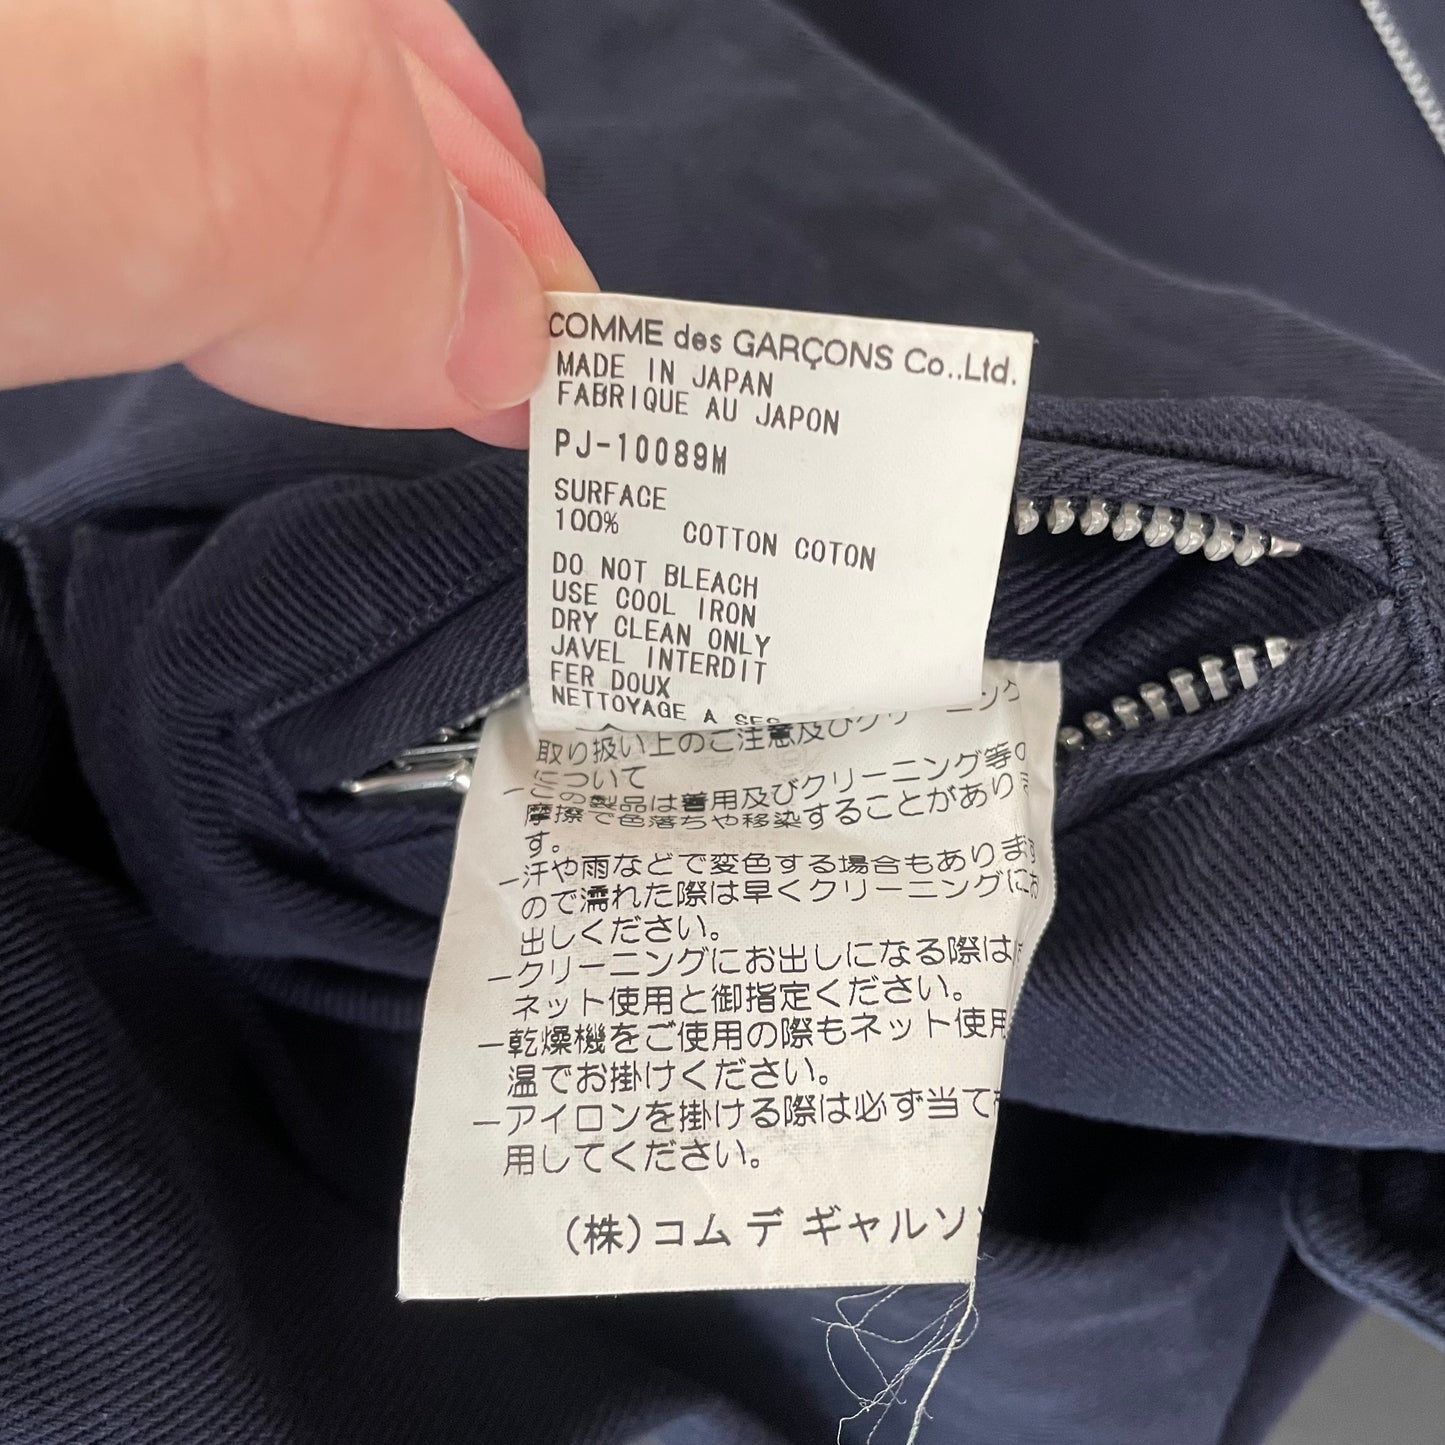 COMME des GARÇONS Co.,Ltd.
MADE IN JAPAN
FABRIQUE AU JAPON
PJ-10089M
SURFACE
100% COTTON COTON
DO NOT BLEACH
USE COOL IRON
DRY CLEAN ONLY
JAVEL INTERDIT
FER DOUX
NETTOYAGE A SEC
取り扱い上のご注意及びクリーニング
について
－この製品は着用及びクリーニング等の
摩擦で色落ちや移染することがありま
す。
－汗や雨などで変色する場合もあります
ので濡れた際は早くクリーニングにお
出しください。
－クリーニングにお出しになる際は
ネット使用と御指定ください。
－乾燥機をご使用の際もネット使用
温でお掛けください。
－アイロンを掛ける際は必ず当て
用してください。
(株)コム デ ギャルソン